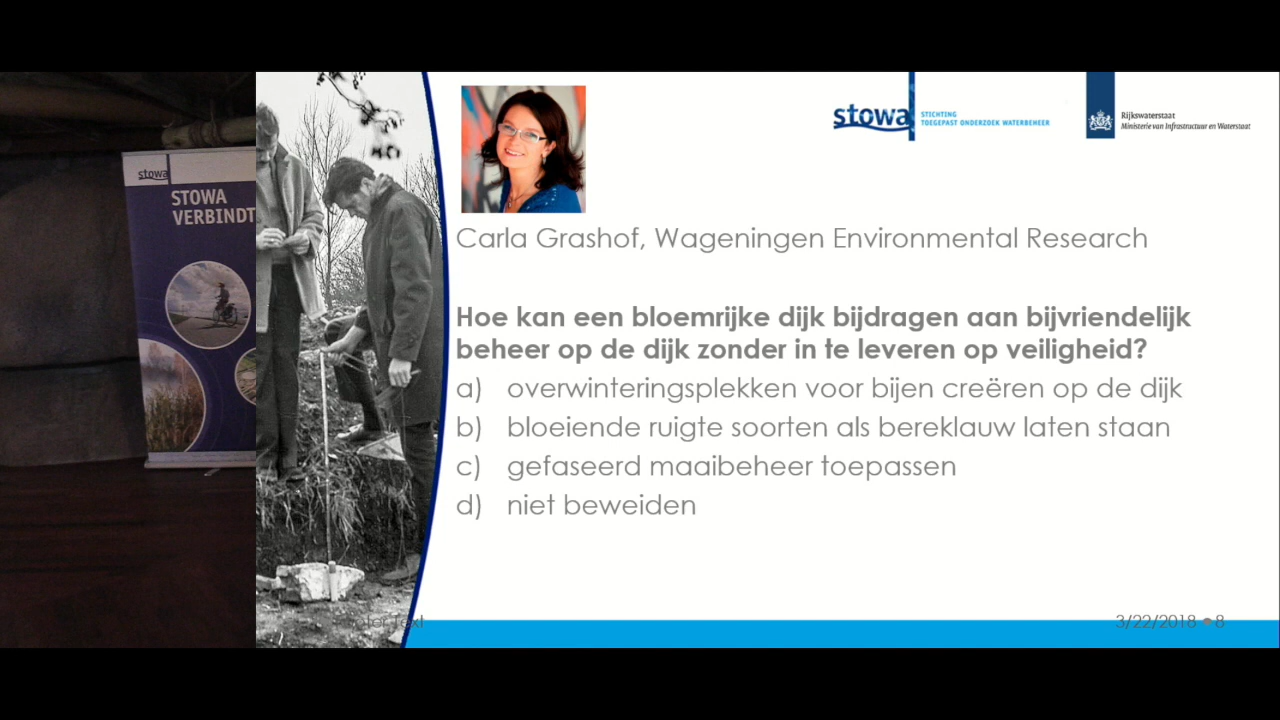 stowa
STOWA
VERBINDT
stowa
STICHTING
TOEGEPAST ONDERZOEK WATERBEHEER
Rijkswaterstaat
Ministerie van Infrastructuur en Waterstaat
Carla Grashof, Wageningen Environmental Research
Hoe kan een bloemrijke dijk bijdragen aan bijvriendelijk
beheer op de dijk zonder in te leveren op veiligheid?
a) overwinteringsplekken voor bijen creëren op de dijk
b) bloeiende ruigte soorten als bereklauw laten staan
c) gefaseerd maaibeheer toepassen
d) niet beweiden
Text
3/22/2018 • 8